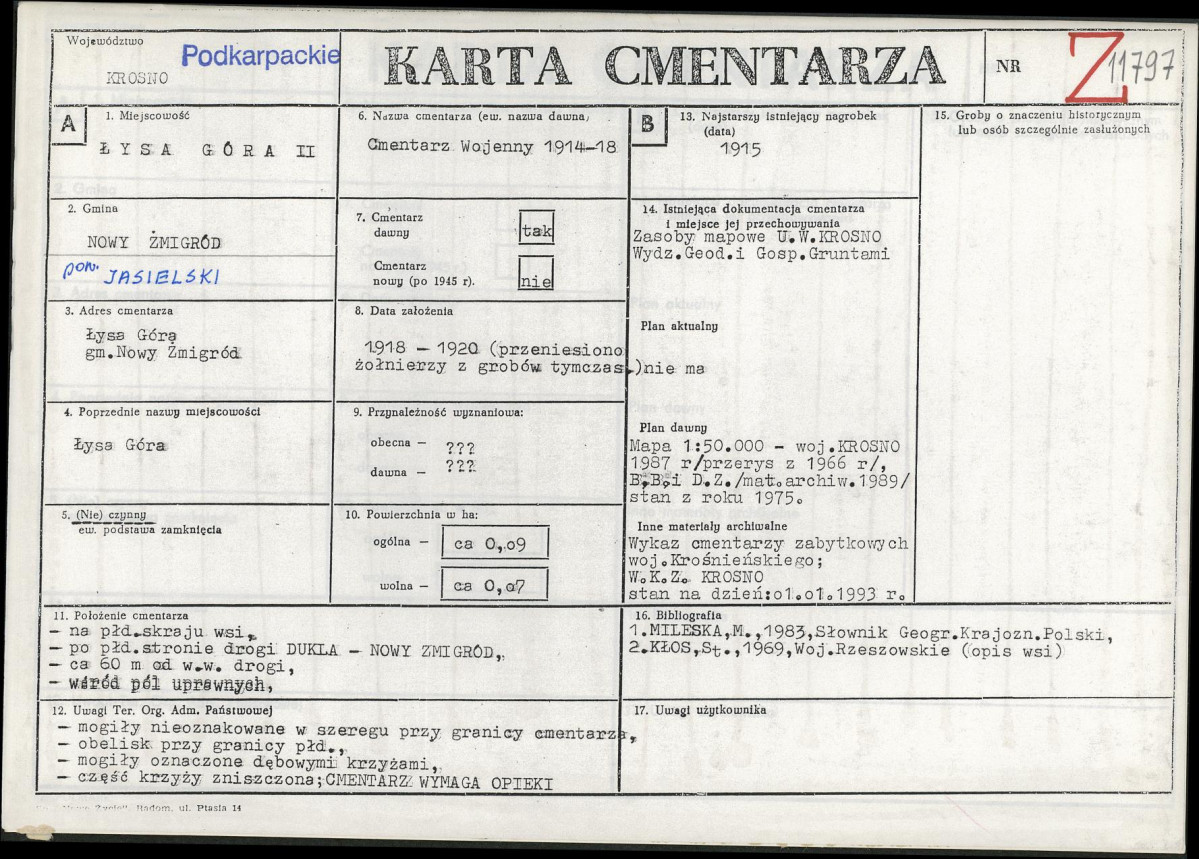 Województwo
KROSNO
Podkarpackie
KARTA CMENTARZA
NR
Z 11797
A
1. Miejscowość
ŁYSA GÓRA II
2. Gmina
NOWY ŻMIGRÓD
pow. JASIELSKI
3. Adres cmentarza
Łysa Góra
gm.Nowy Żmigród
4. Poprzednie nazwy miejscowości
Łysa Góra
5. (Nie) czynny
ew. podstawa zamknięcia
6. Nazwa cmentarza (ew. nazwa dawna)
Cmentarz Wojenny 1914-18
7. Cmentarz
dawny
tak
Cmentarz
nowy (po 1945 r).
nie
8. Data założenia
1918 - 1920 (przeniesiono
żołnierzy z grobów tymczas.)
9. Przynależność wyznaniowa:
obecna — ???
dawna — ???
10. Powierzchnia w ha:
ogólna — ca 0,09
wolna — ca 0,07
B
13. Najstarszy istniejący nagrobek
(data)
1915
14. Istniejąca dokumentacja cmentarza
i miejsce jej przechowywania
Zasoby mapowe U.W.KROSNO
Wydz.Geod.i Gosp.Gruntami
Plan aktualny
nie ma
Plan dawny
Mapa 1:50.000 - woj.KROSNO
1987 r/przerys z 1966 r/,
B.B.i D.Z./mat.archiw.1989/
stan z roku 1975.
Inne materiały archiwalne
Wykaz cmentarzy zabytkowych
woj.Krośnieńskiego;
W.K.Z. KROSNO
stan na dzień:01.01.1993 r.
15. Groby o znaczeniu historycznym
lub osób szczególnie zasłużonych
11. Położenie cmentarza
- na płd.skraju wsi,
- po płd.stronie drogi DUKLA - NOWY ŻMIGRÓD,
- ca 60 m od w.w. drogi,
- wśród pól uprawnych,
12. Uwagi Ter. Org. Adm. Państwowej
- mogiły nieoznakowane w szeregu przy granicy cmentarza,
- obelisk przy granicy płd.,
- mogiły oznaczone dębowymi krzyżami,
- część krzyży zniszczona;CMENTARZ WYMAGA OPIEKI
16. Bibliografia
1.MILESKA,M.,1983,Słownik Geogr.Krajozn.Polski,
2.KŁOS,St.,1969,Woj.Rzeszowskie (opis wsi)
17. Uwagi użytkownika
Radom, ul. Ptasia 14